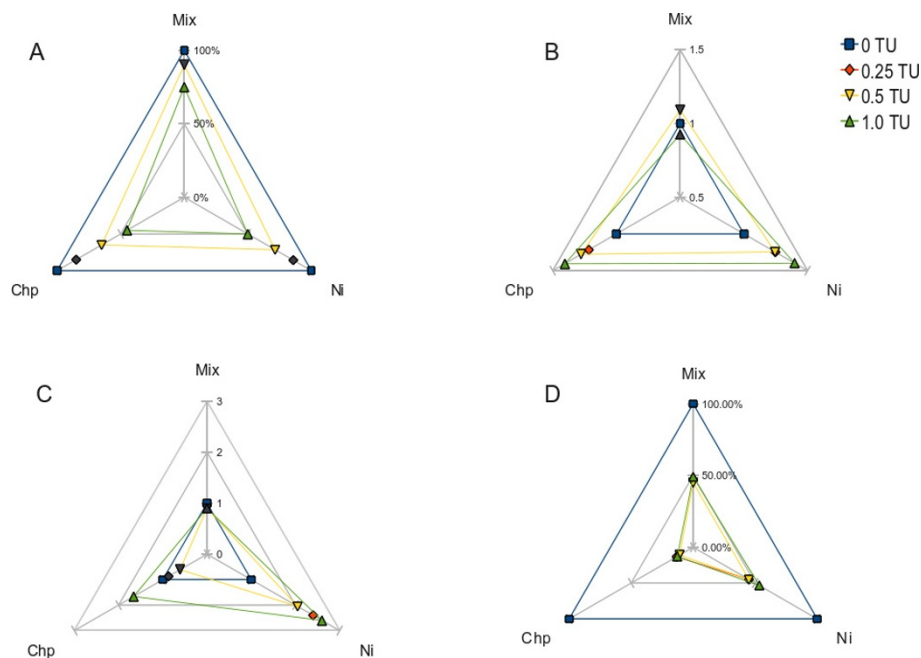 Mix
A
100%
50%
0%
Chp
Ni
Mix
B
1.5
1
0.5
Chp
Ni
0 TU
0.25 TU
0.5 TU
1.0 TU
Mix
C
3
2
1
0
Chp
Ni
Mix
D
100.00%
50.00%
0.00%
Chp
Ni